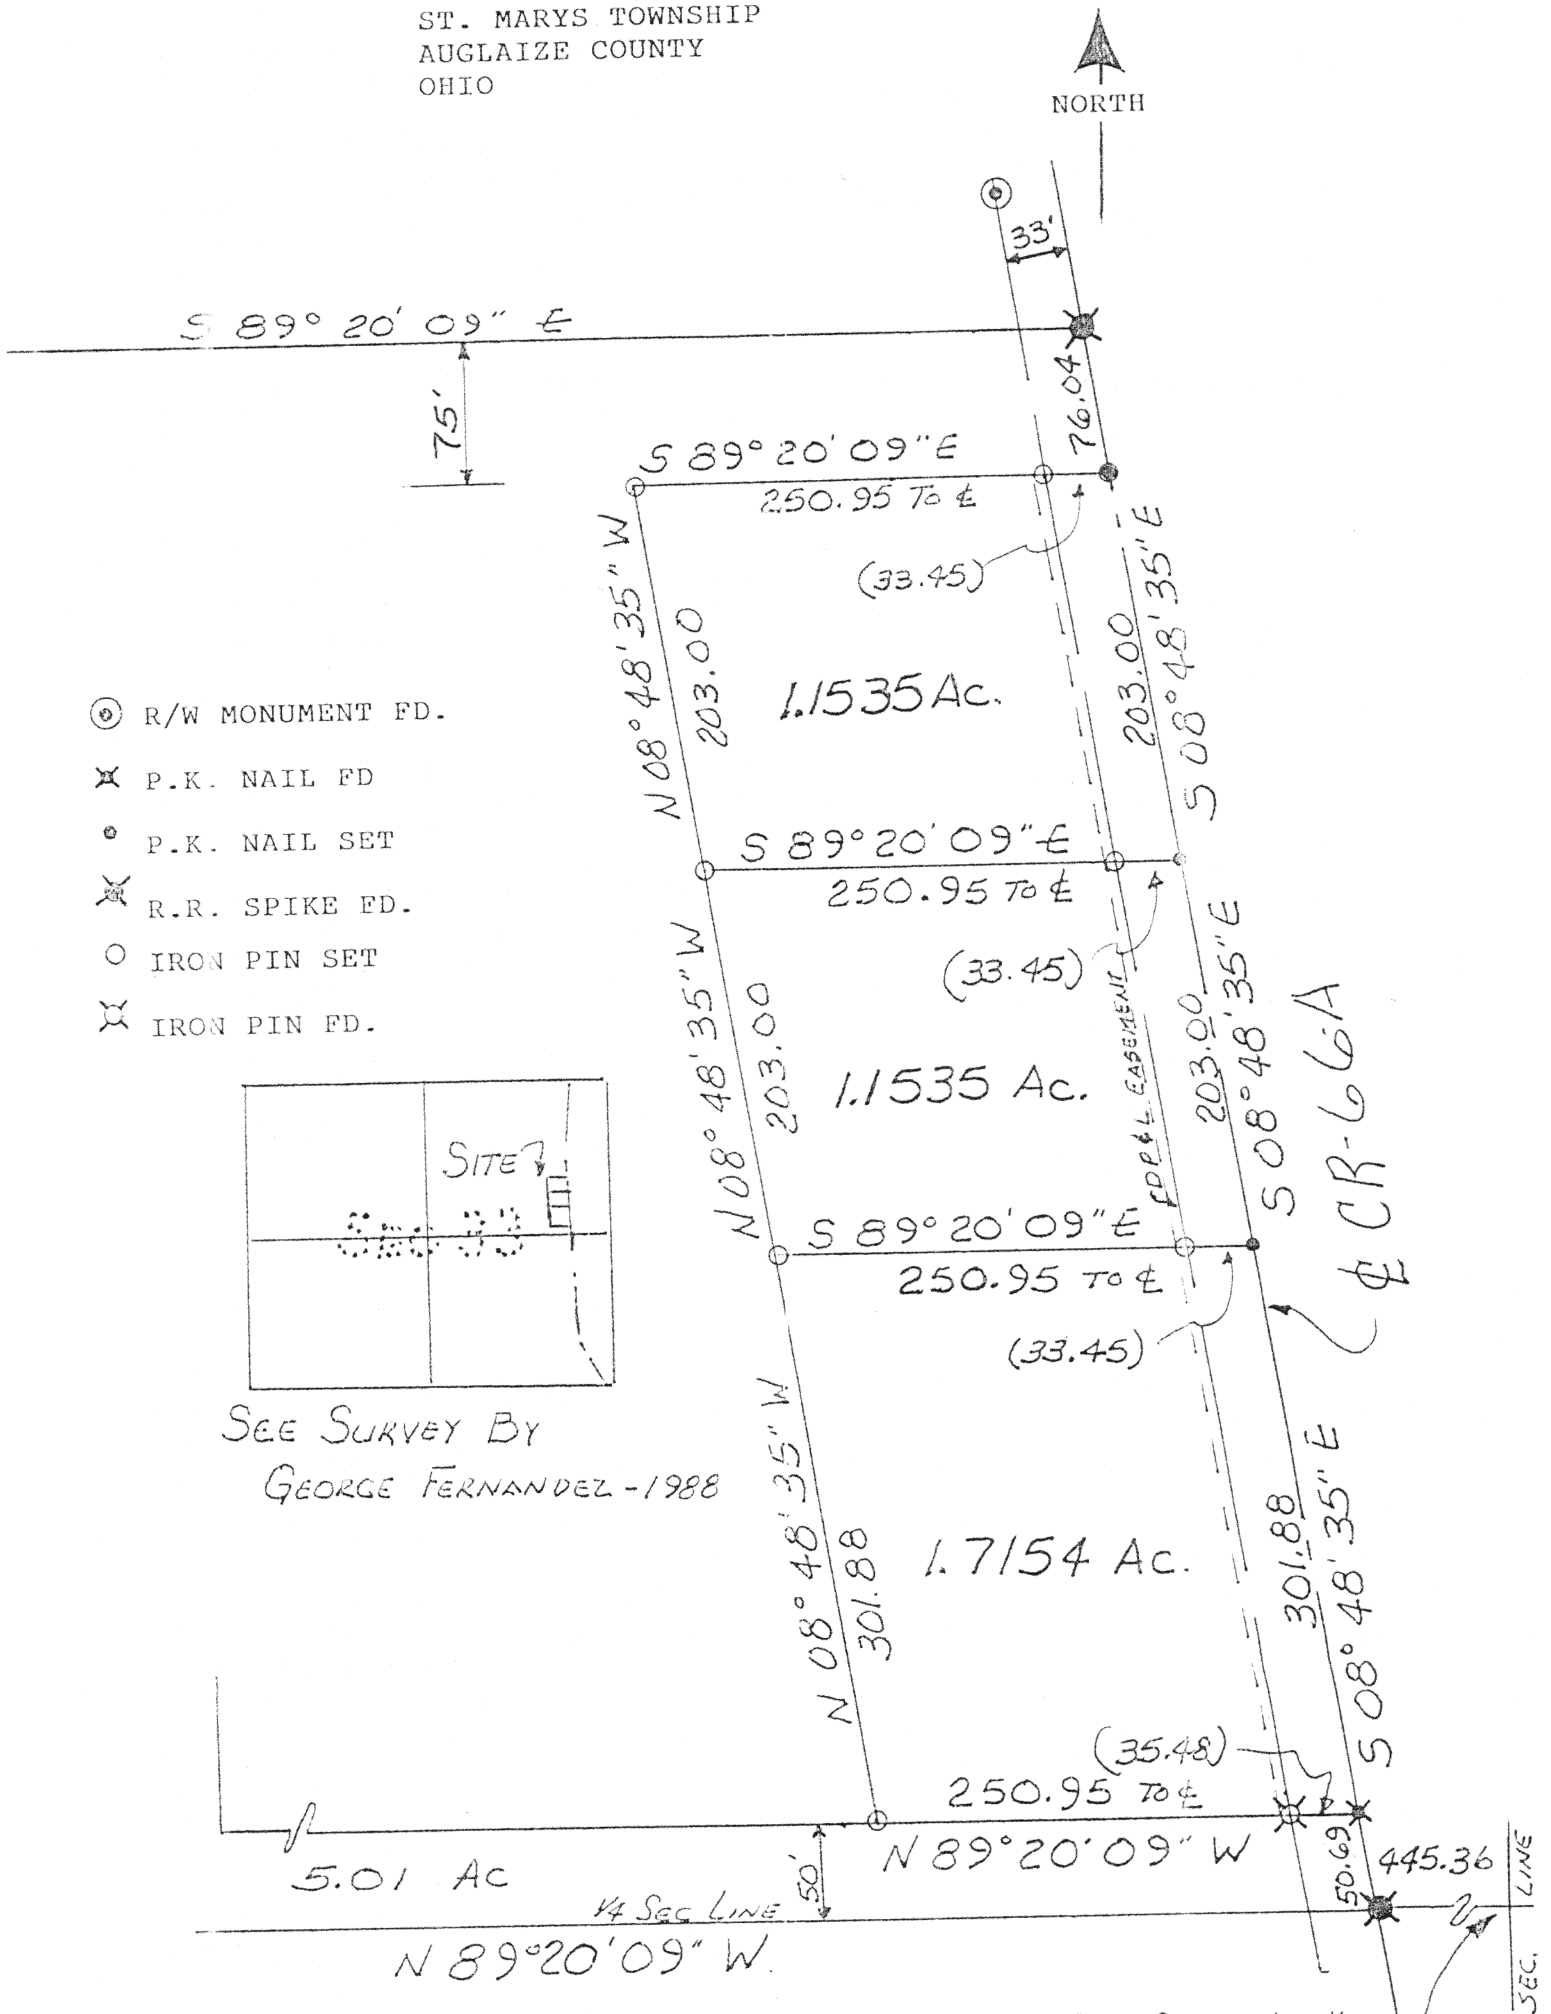 ST. MARYS TOWNSHIP
AUGLAIZE COUNTY
OHIO
NORTH
33'
S 89° 20' 09" E
76.04
75'
S 89° 20' 09" E
250.95 TO ℄
(33.45)
N 08° 48' 35" W
203.00
1.1535 Ac.
203.00
S 08° 48' 35" E
R/W MONUMENT FD.
P.K. NAIL FD
P.K. NAIL SET
R.R. SPIKE FD.
IRON PIN SET
IRON PIN FD.
S 89° 20' 09" E
250.95 TO ℄
(33.45)
N 08° 48' 35" W
203.00
1.1535 Ac.
EASEMENT
203.00
S 08° 48' 35" E
℄ CR-66A
SITE
S 89° 20' 09" E
250.95 TO ℄
(33.45)
SEE SURVEY BY
GEORGE FERNANDEZ - 1988
N 08° 48' 35" W
301.88
1.7154 Ac.
301.88
S 08° 48' 35" E
(35.48)
250.95 TO ℄
N 89° 20' 09" W
5.01 AC
50'
50.69
445.36
SEC. LINE
1/4 SEC LINE
N 89° 20' 09" W.